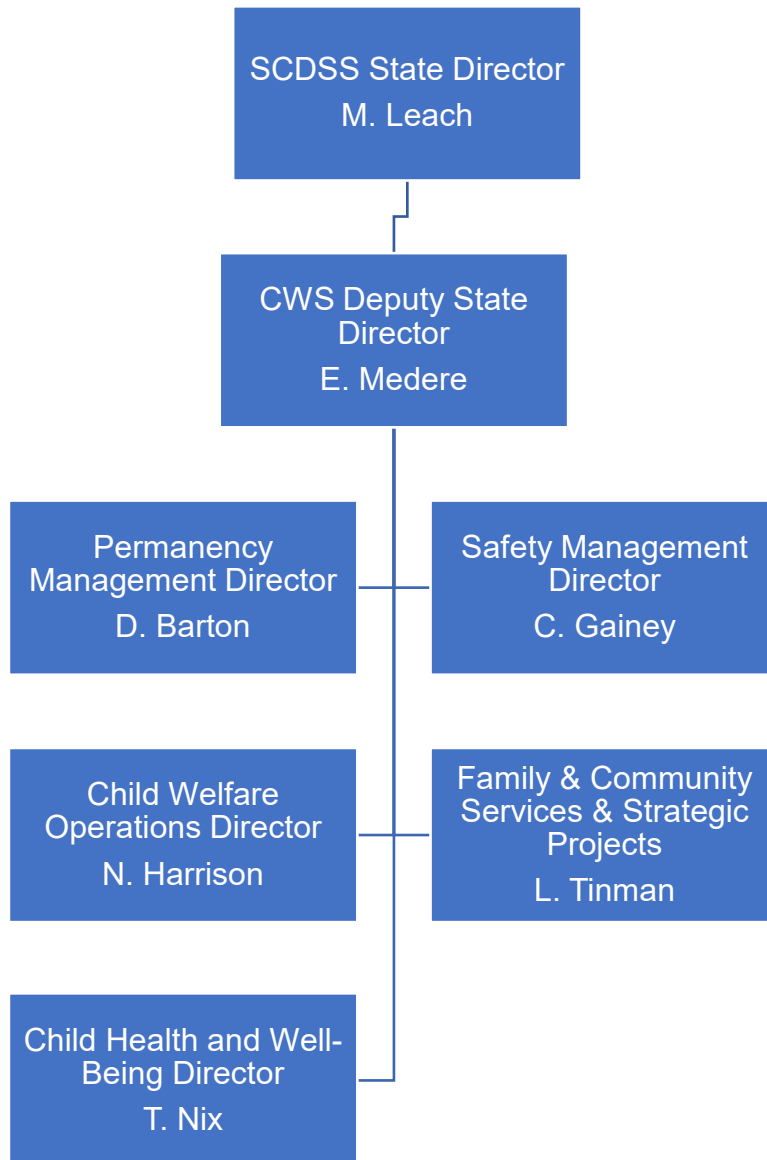 SCDSS State Director
M. Leach
CWS Deputy State
Director
E. Medere
Permanency
Management Director
D. Barton
Safety Management
Director
C. Gainey
Child Welfare
Operations Director
N. Harrison
Family & Community
Services & Strategic
Projects
L. Tinman
Child Health and Well-
Being Director
T. Nix